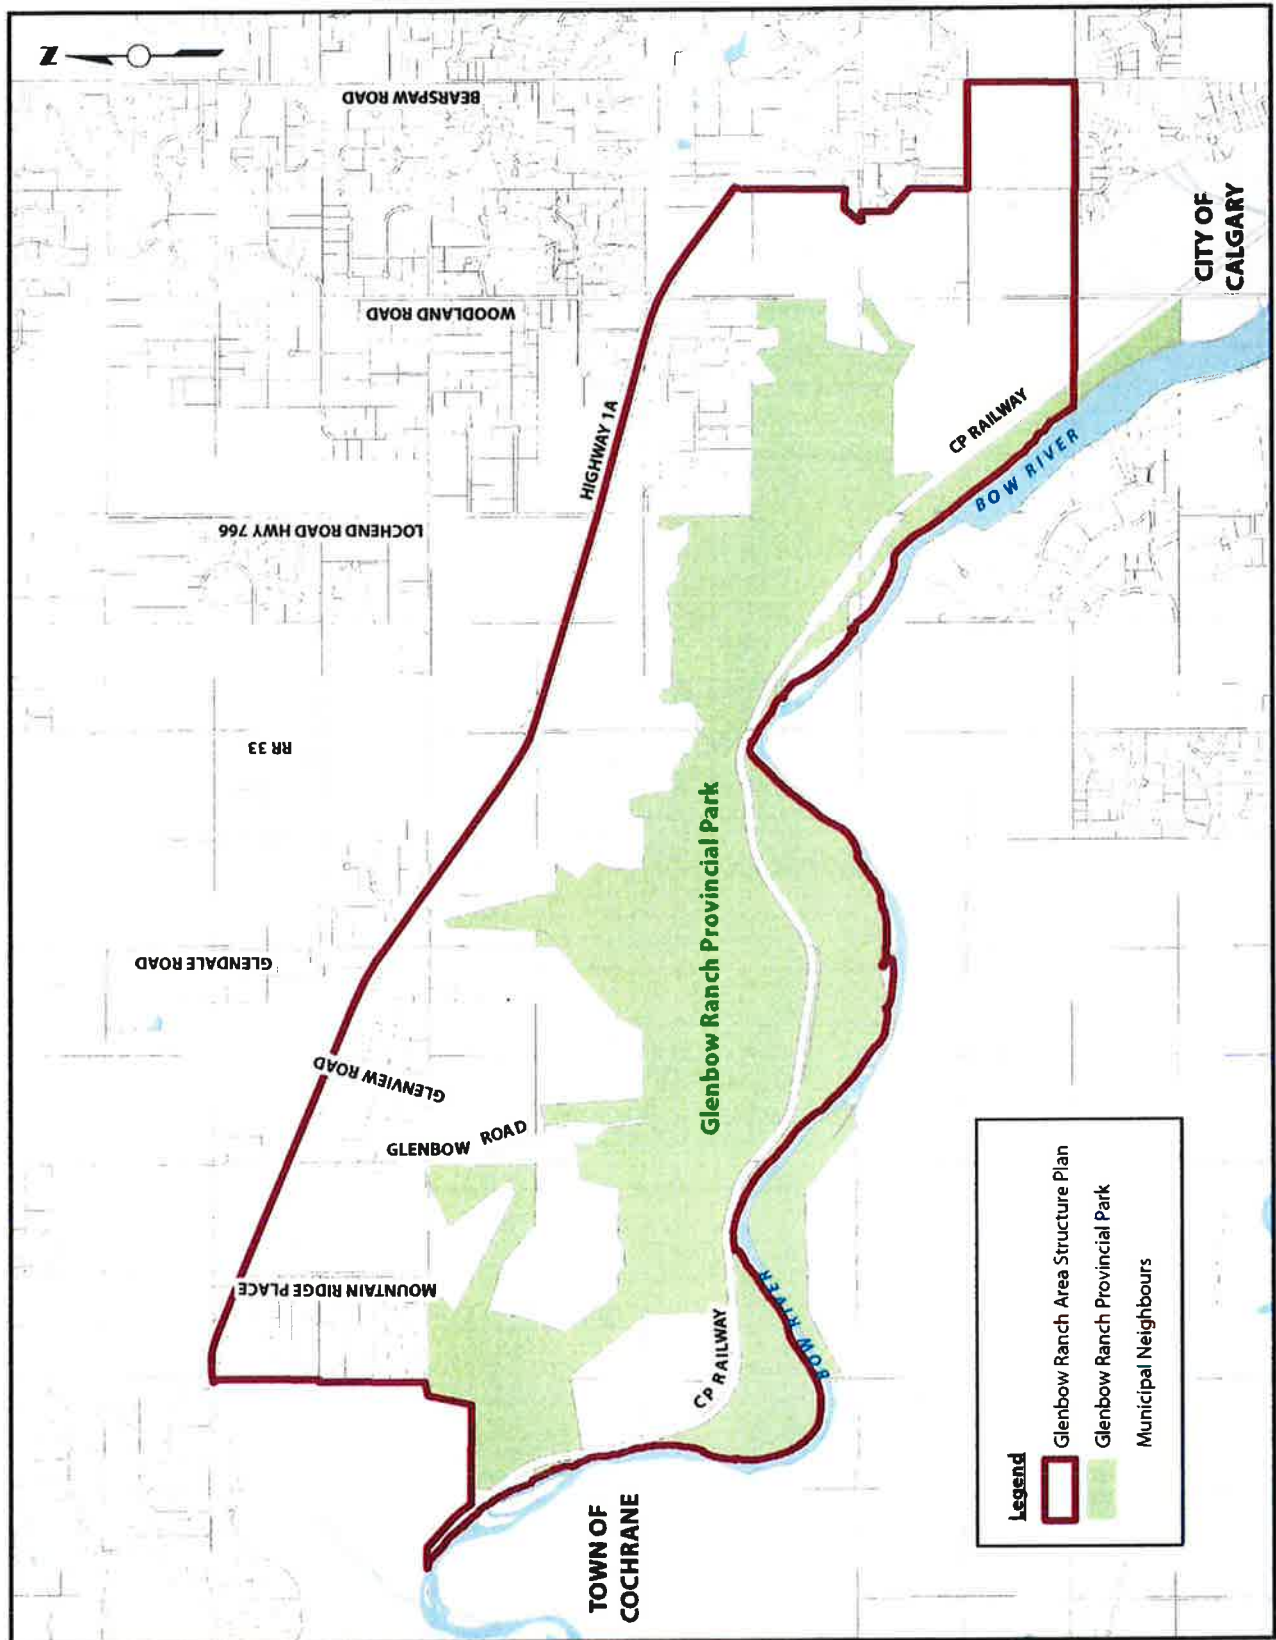 N
BEARSPAW ROAD
WOODLAND ROAD
LOCHEND ROAD HWY 766
RR 33
GLENDALE ROAD
GLENVIEW ROAD
GLENBOW ROAD
MOUNTAIN RIDGE PLACE
HIGHWAY 1A
CP RAILWAY
BOW RIVER
Glenbow Ranch Provincial Park
CP RAILWAY
BOW RIVER
TOWN OF
COCHRANE
CITY OF
CALGARY
Legend
Glenbow Ranch Area Structure Plan
Glenbow Ranch Provincial Park
Municipal Neighbours